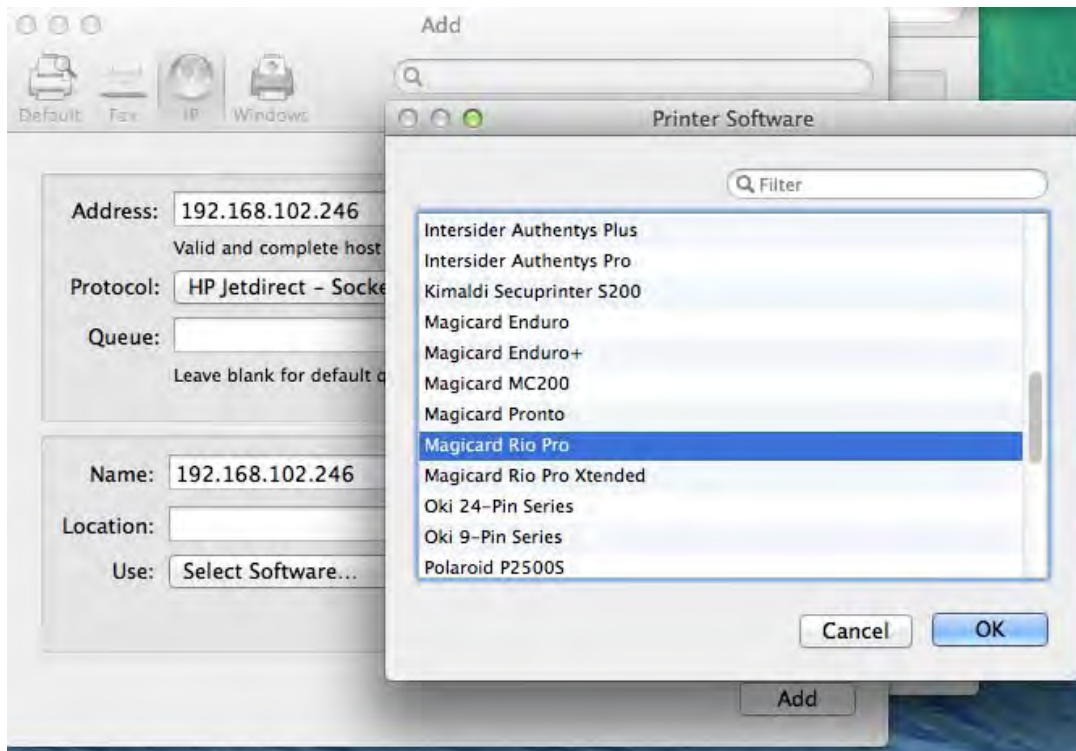 Add
Default Fax IP Windows
Address: 192.168.102.246
Valid and complete host
Protocol: HP Jetdirect – Socke
Queue:
Leave blank for default q
Name: 192.168.102.246
Location:
Use: Select Software...
Add
Printer Software
Filter
Intersider Authentys Plus
Intersider Authentys Pro
Kimaldi Secuprinter S200
Magicard Enduro
Magicard Enduro+
Magicard MC200
Magicard Pronto
Magicard Rio Pro
Magicard Rio Pro Xtended
Oki 24-Pin Series
Oki 9-Pin Series
Polaroid P2500S
Cancel OK